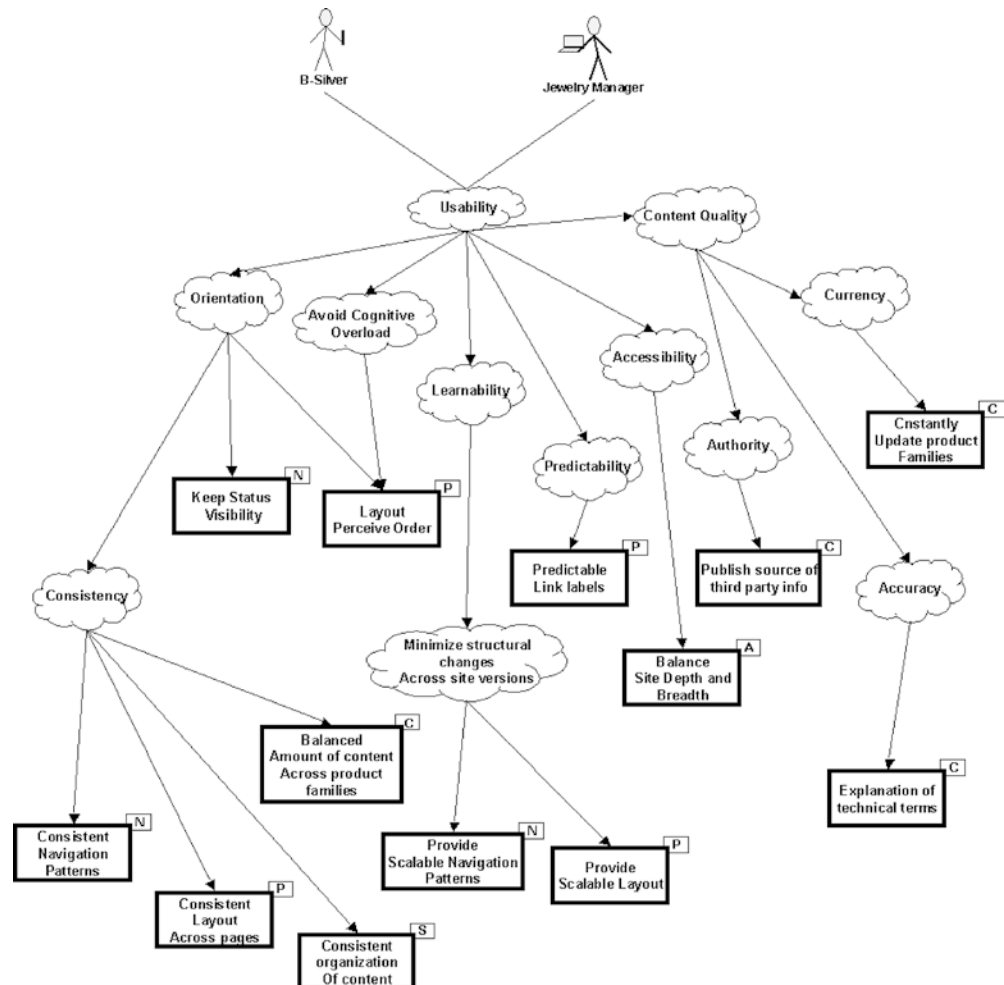 B-Silver
Jewelry Manager
Usability
Content Quality
Orientation
Avoid Cognitive
Overload
Currency
Accessibility
Learnability
C
Cnstantly
Update product
Families
Authority
Predictability
N
Keep Status
Visibility
P
Layout
Perceive Order
P
Predictable
Link labels
C
Publish source of
third party info
Consistency
Accuracy
Minimize structural
changes
Across site versions
A
Balance
Site Depth and
Breadth
C
Balanced
Amount of content
Across product
families
C
Explanation of
technical terms
N
Consistent
Navigation
Patterns
N
Provide
Scalable Navigation
Patterns
P
Provide
Scalable Layout
P
Consistent
Layout
Across pages
S
Consistent
organization
Of content